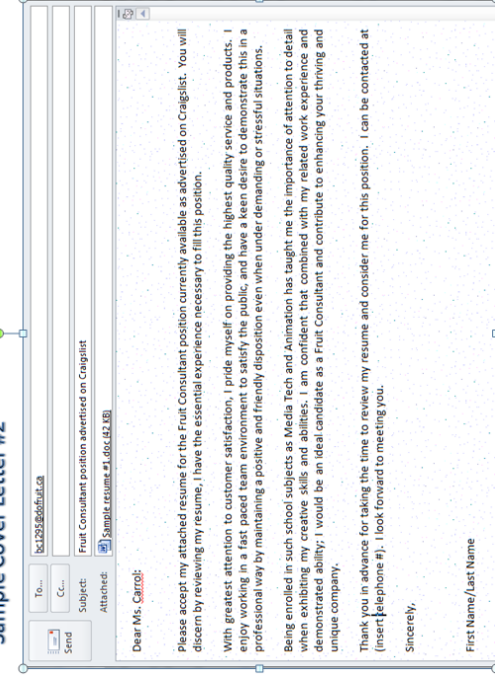 Sample Cover Letter #2
Send
To...
bc1295@dofruit.ca
Cc...
Subject:
Fruit Consultant position advertised on Craigslist
Attached:
Sample resume #1.doc (42 KB)
Dear Ms. Carrol:
Please accept my attached resume for the Fruit Consultant position currently available as advertised on Craigslist. You will
discern by reviewing my resume, I have the essential experience necessary to fill this position.
With greatest attention to customer satisfaction, I pride myself on providing the highest quality service and products. I
enjoy working in a fast paced team environment to satisfy the public, and have a keen desire to demonstrate this in a
professional way by maintaining a positive and friendly disposition even when under demanding or stressful situations.
Being enrolled in such school subjects as Media Tech and Animation has taught me the importance of attention to detail
when exhibiting my creative skills and abilities. I am confident that combined with my related work experience and
demonstrated ability; I would be an ideal candidate as a Fruit Consultant and contribute to enhancing your thriving and
unique company.
Thank you in advance for taking the time to review my resume and consider me for this position. I can be contacted at
(insert telephone #). I look forward to meeting you.
Sincerely,
First Name/Last Name